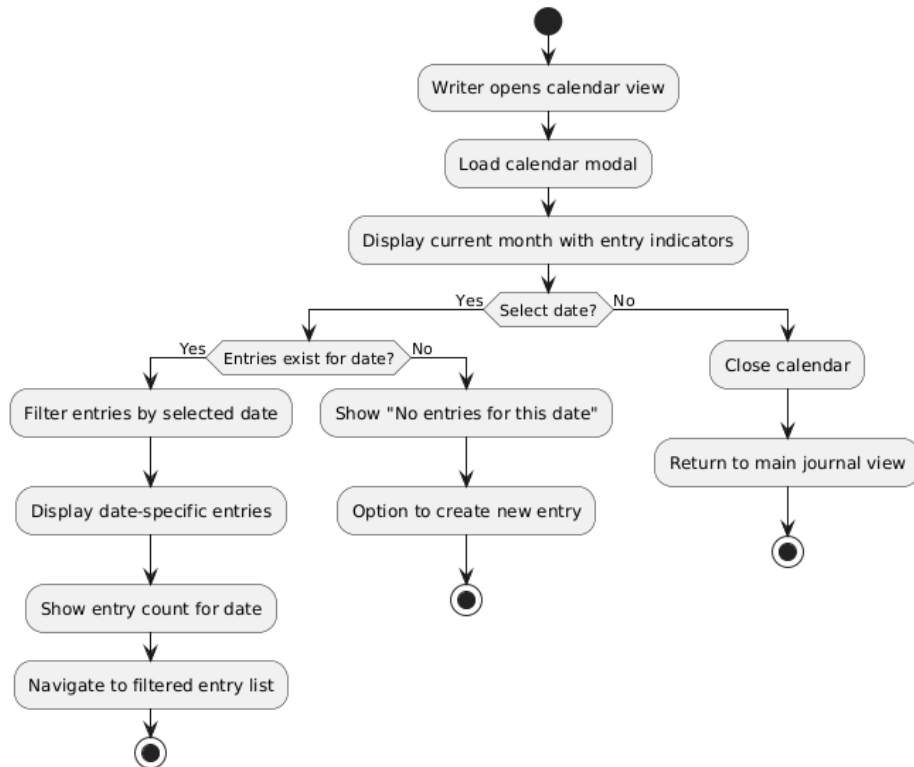 Writer opens calendar view
Load calendar modal
Display current month with entry indicators
Yes
Select date?
No
Yes
Entries exist for date?
No
Filter entries by selected date
Display date-specific entries
Show entry count for date
Navigate to filtered entry list
Show "No entries for this date"
Option to create new entry
Close calendar
Return to main journal view